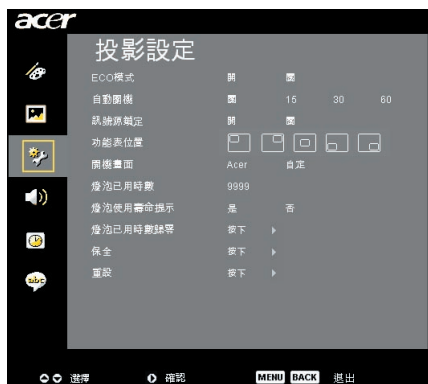 acer
投影設定
ECO模式 開 關
自動關機 關 15 30 60
訊號源鎖定 開 關
功能表位置
開機畫面 Acer 自定
燈泡已用時數 9999
燈泡使用壽命提示 是 否
燈泡已用時數歸零 按下
保全 按下
重設 按下
abc
選擇 確認 MENU BACK 退出